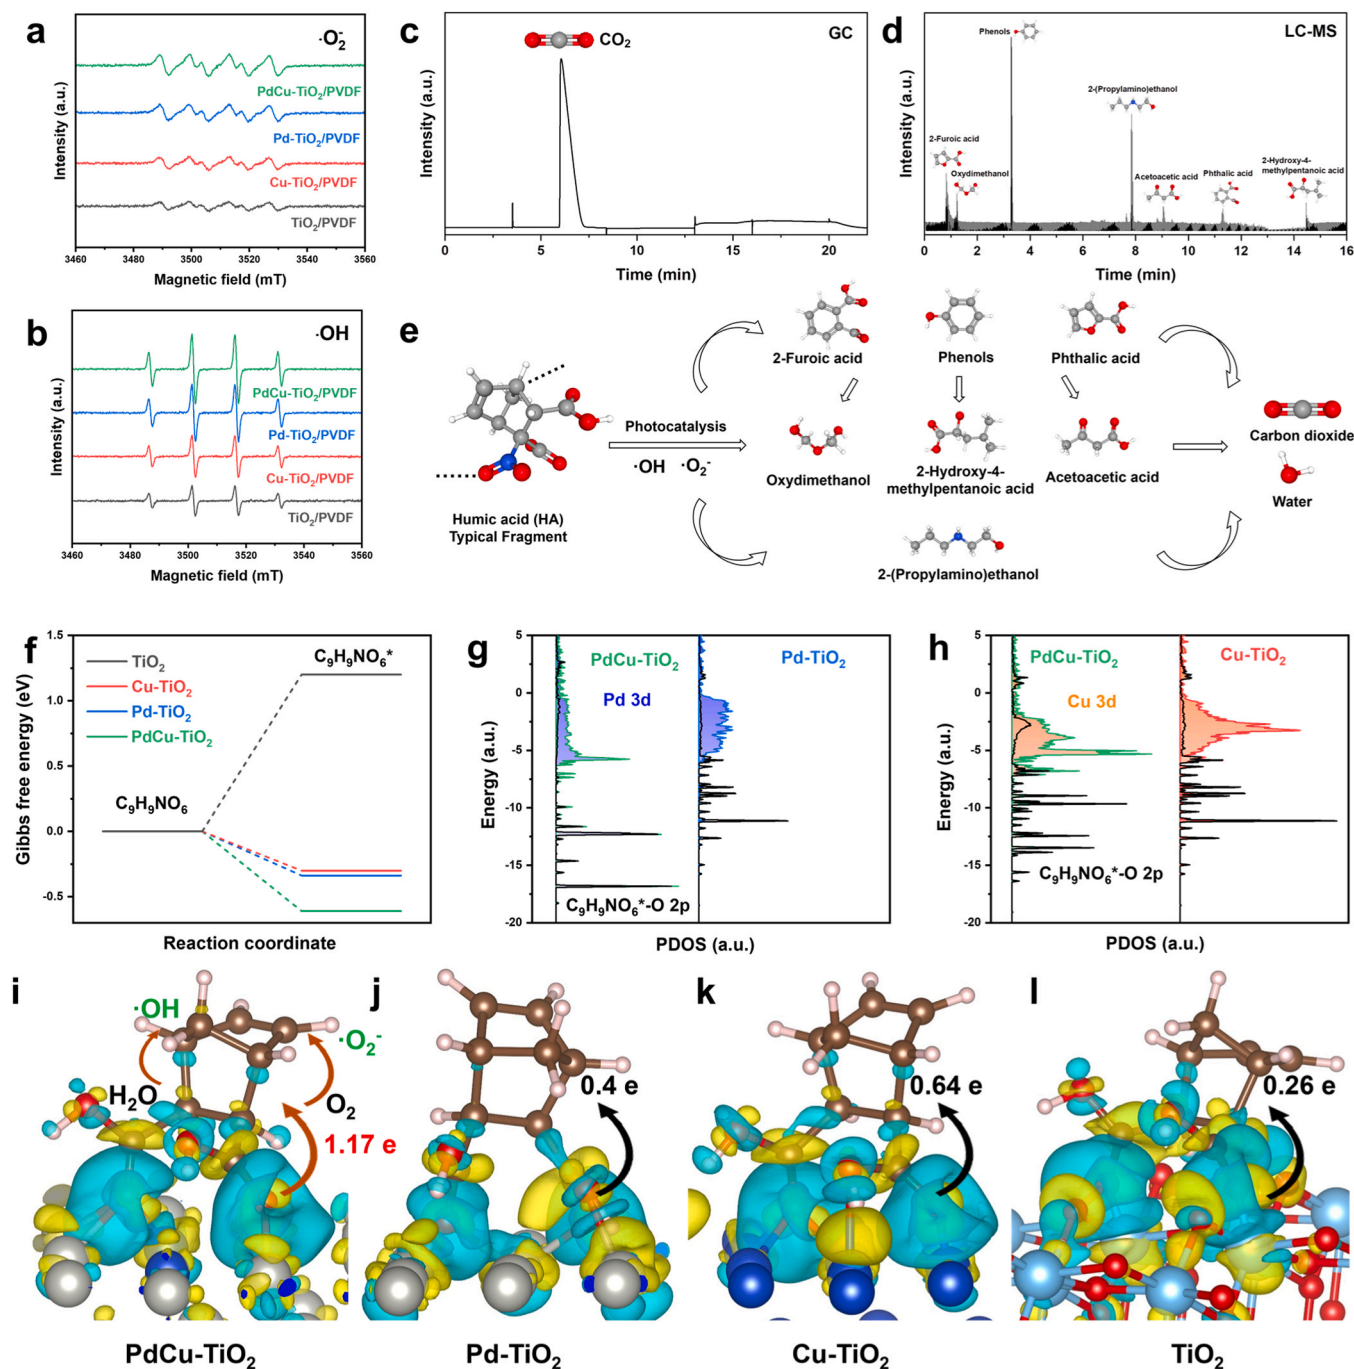 a
·O₂⁻
PdCu-TiO₂/PVDF
Pd-TiO₂/PVDF
Cu-TiO₂/PVDF
TiO₂/PVDF
Intensity (a.u.)
3460 3480 3500 3520 3540 3560
Magnetic field (mT)
c
CO₂
GC
Intensity (a.u.)
0 5 10 15 20
Time (min)
d
LC-MS
Phenols
2-(Propylamino)ethanol
2-Furoic acid
Oxydimethanol
Acetoacetic acid
Phthalic acid
2-Hydroxy-4-
methylpentanoic acid
Intensity (a.u.)
0 2 4 6 8 10 12 14 16
Time (min)
b
·OH
PdCu-TiO₂/PVDF
Pd-TiO₂/PVDF
Cu-TiO₂/PVDF
TiO₂/PVDF
Intensity (a.u.)
3460 3480 3500 3520 3540 3560
Magnetic field (mT)
e
Humic acid (HA)
Typical Fragment
Photocatalysis
·OH ·O₂⁻
2-Furoic acid
Phenols
Phthalic acid
Oxydimethanol
2-Hydroxy-4-
methylpentanoic acid
Acetoacetic acid
2-(Propylamino)ethanol
Carbon dioxide
Water
f
TiO₂
Cu-TiO₂
Pd-TiO₂
PdCu-TiO₂
C₉H₉NO₆
C₉H₉NO₆*
Gibbs free energy (eV)
1.5
1.2
0.9
0.6
0.3
0.0
-0.5
Reaction coordinate
g
PdCu-TiO₂
Pd 3d
Pd-TiO₂
C₉H₉NO₆*-O 2p
Energy (a.u.)
5
0
-5
-10
-15
-20
PDOS (a.u.)
h
PdCu-TiO₂
Cu 3d
Cu-TiO₂
C₉H₉NO₆*-O 2p
Energy (a.u.)
5
0
-5
-10
-15
-20
PDOS (a.u.)
i
·OH
·O₂⁻
H₂O
O₂
1.17 e
PdCu-TiO₂
j
0.4 e
Pd-TiO₂
k
0.64 e
Cu-TiO₂
l
0.26 e
TiO₂